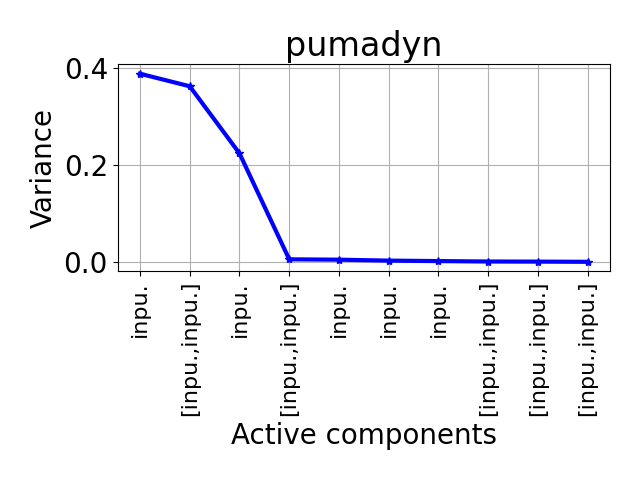 pumadyn
Variance
0.4
0.2
0.0
inpu.
[inpu.,inpu.]
inpu.
[inpu.,inpu.]
inpu.
inpu.
inpu.
[inpu.,inpu.]
[inpu.,inpu.]
[inpu.,inpu.]
Active components